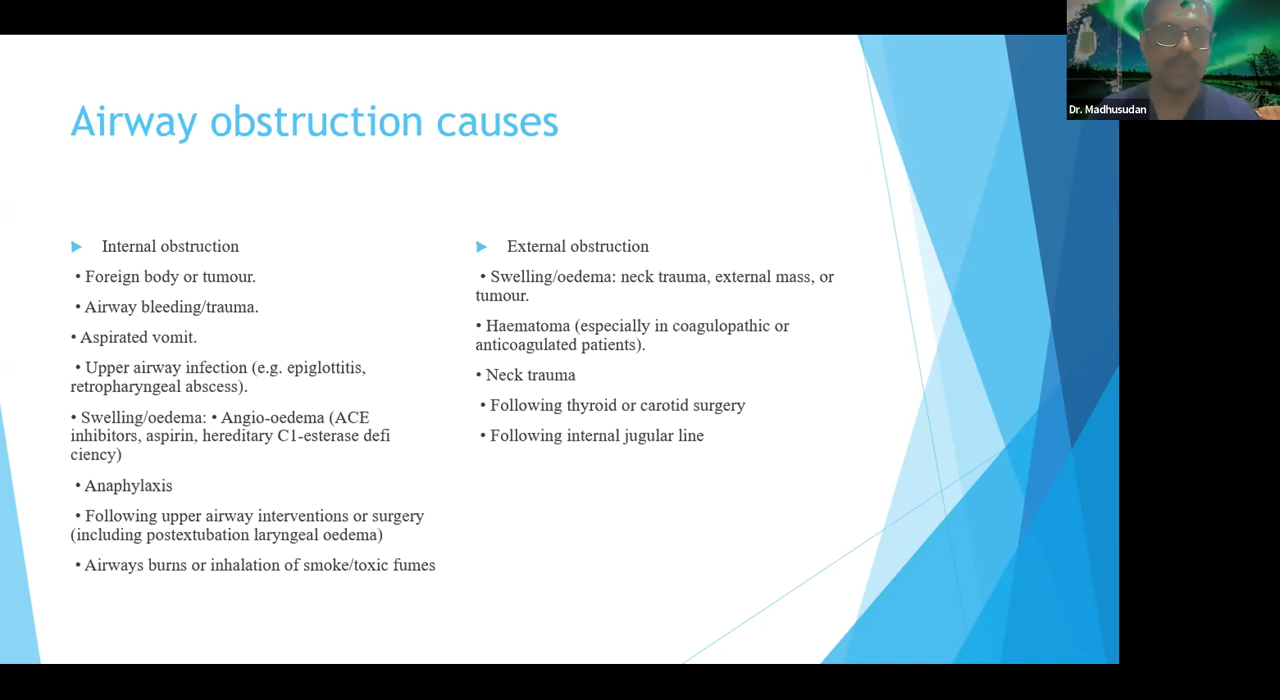 Dr. Madhusudan
Airway obstruction causes
Internal obstruction
• Foreign body or tumour.
• Airway bleeding/trauma.
• Aspirated vomit.
• Upper airway infection (e.g. epiglottitis,
retropharyngeal abscess).
• Swelling/oedema: • Angio-oedema (ACE
inhibitors, aspirin, hereditary C1-esterase defi
ciency)
• Anaphylaxis
• Following upper airway interventions or surgery
(including postextubation laryngeal oedema)
• Airways burns or inhalation of smoke/toxic fumes
External obstruction
• Swelling/oedema: neck trauma, external mass, or
tumour.
• Haematoma (especially in coagulopathic or
anticoagulated patients).
• Neck trauma
• Following thyroid or carotid surgery
• Following internal jugular line